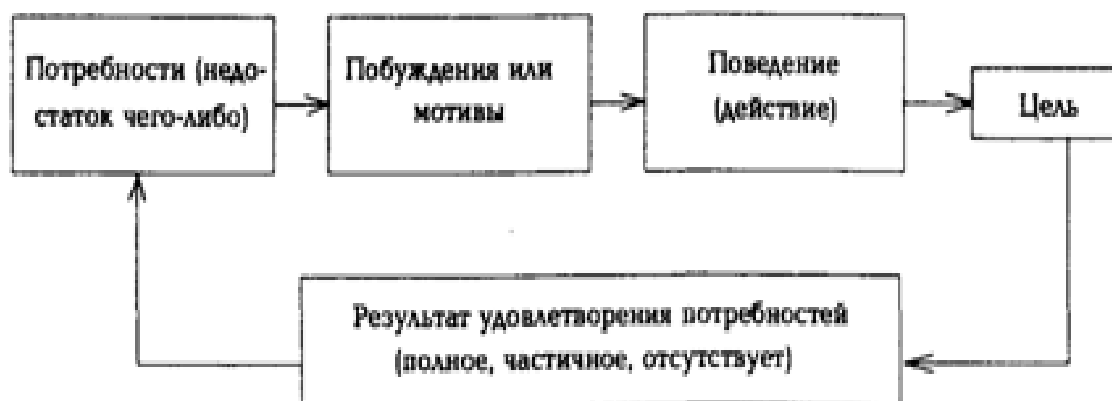 Потребности (недо-
статок чего-либо)
Побуждения или
мотивы
Поведение
(действие)
Цель
Результат удовлетворения потребностей
(полное, частичное, отсутствует)